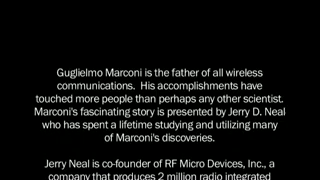 Guglielmo Marconi is the father of all wireless
communications. His accomplishments have
touched more people than perhaps any other scientist.
Marconi's fascinating story is presented by Jerry D. Neal
who has spent a lifetime studying and utilizing many
of Marconi's discoveries.
Jerry Neal is co-founder of RF Micro Devices, Inc., a
company that produces 2 million radio integrated